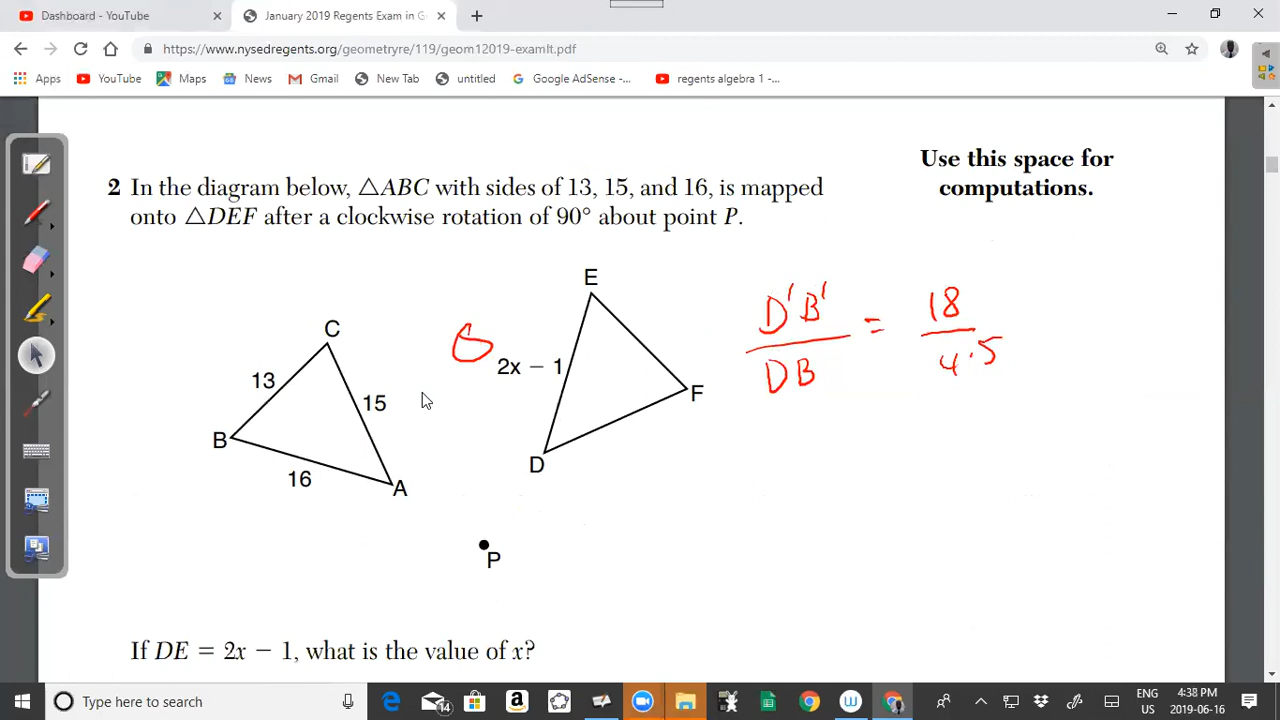 Dashboard - YouTube
January 2019 Regents Exam in G
https://www.nysedregents.org/geometryre/119/geom12019-examlt.pdf
Apps YouTube Maps News Gmail New Tab untitled Google AdSense -... regents algebra 1 -...
Use this space for
computations.
2 In the diagram below, △ABC with sides of 13, 15, and 16, is mapped
onto △DEF after a clockwise rotation of 90° about point P.
E
C
D'B' = 18
DB 4.5
2x − 1
13
15
F
B
D
16
A
P
If DE = 2x − 1, what is the value of x?
Type here to search
14
ENG
US
4:38 PM
2019-06-16